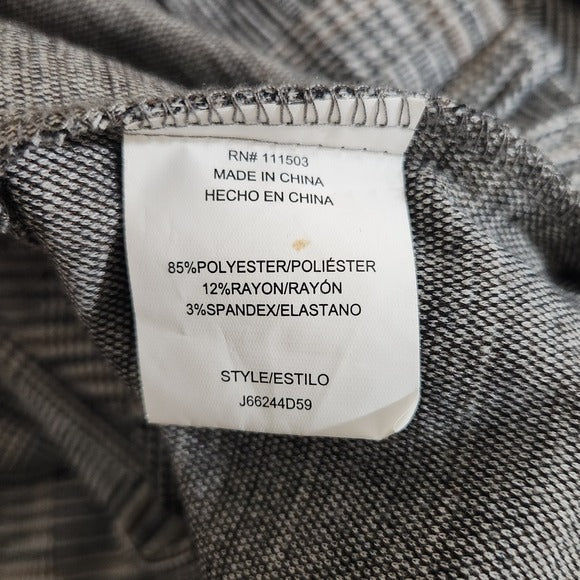 RN# 111503
MADE IN CHINA
HECHO EN CHINA
85%POLYESTER/POLIÉSTER
12%RAYON/RAYÓN
3%SPANDEX/ELASTANO
STYLE/ESTILO
J66244D59